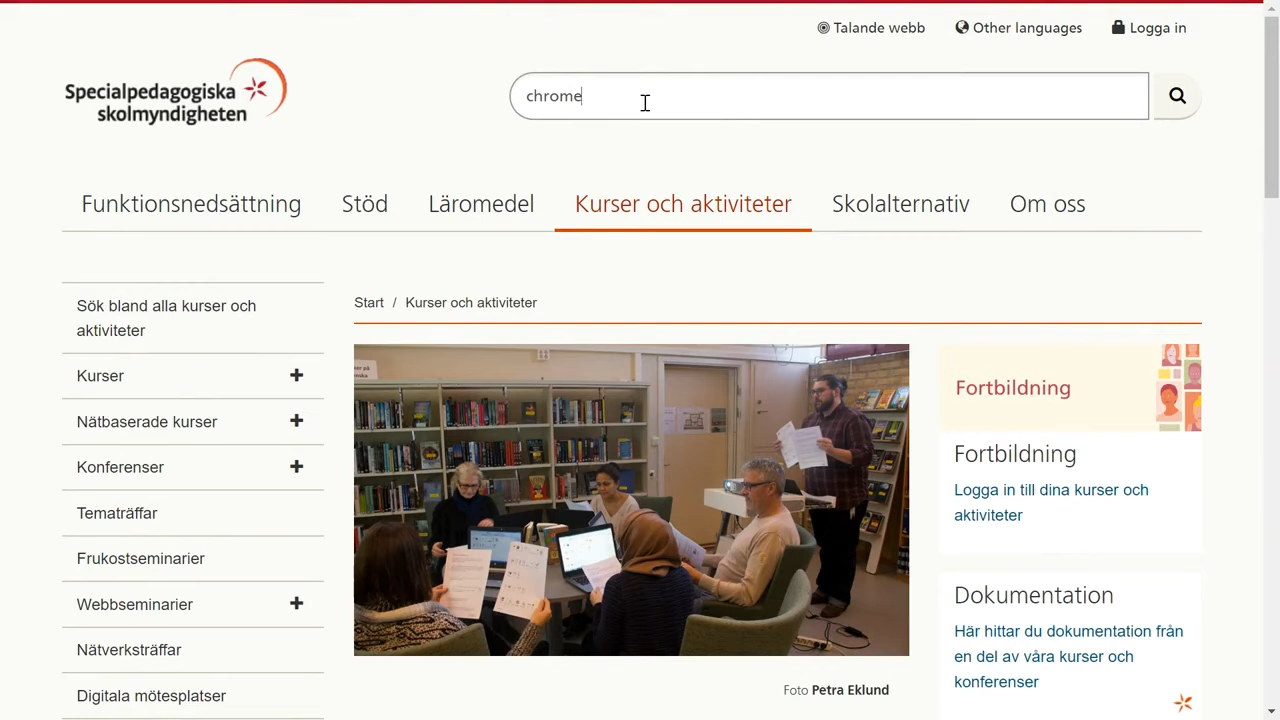 Talande webb
Other languages
Logga in
Specialpedagogiska
skolmyndigheten
chrome
Funktionsnedsättning
Stöd
Läromedel
Kurser och aktiviteter
Skolalternativ
Om oss
Sök bland alla kurser och
aktiviteter
Kurser
Nätbaserade kurser
Konferenser
Tematräffar
Frukostseminarier
Webbseminarier
Nätverksträffar
Digitala mötesplatser
Start / Kurser och aktiviteter
Foto Petra Eklund
Fortbildning
Fortbildning
Logga in till dina kurser och
aktiviteter
Dokumentation
Här hittar du dokumentation från
en del av våra kurser och
konferenser